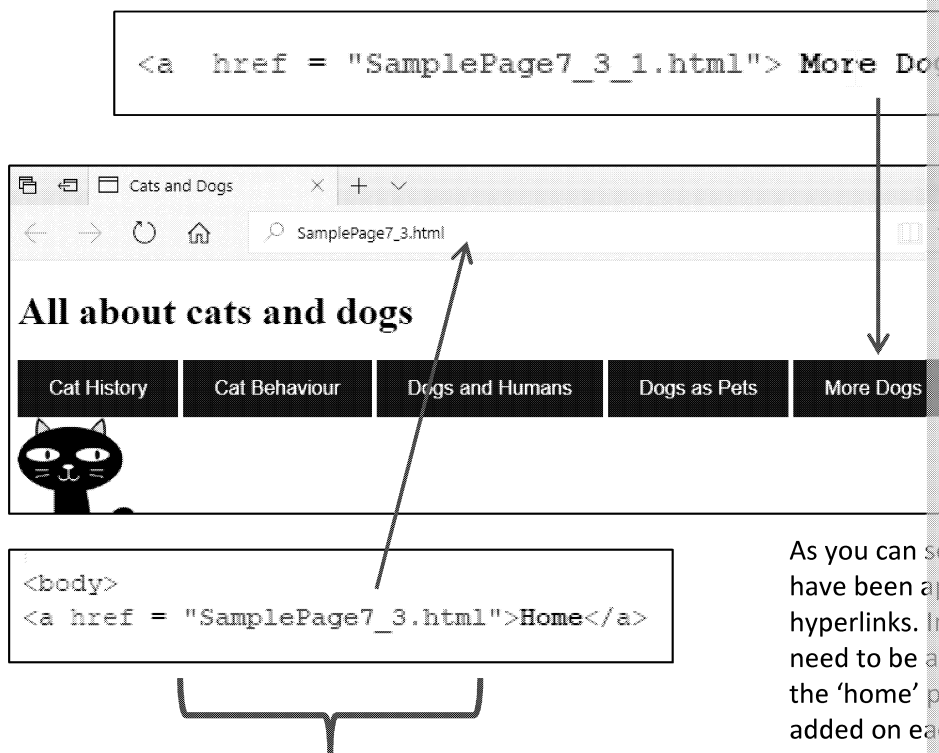 <a href = "SamplePage7_3_1.html"> More
Cats and Dogs
SamplePage7_3.html
All about cats and dogs
Cat History Cat Behaviour Dogs and Humans Dogs as Pets More Dogs
<body>
<a href = "SamplePage7_3.html">Home</a>
As you can
have been
hyperlinks.
need to be
the ‘home’
added on